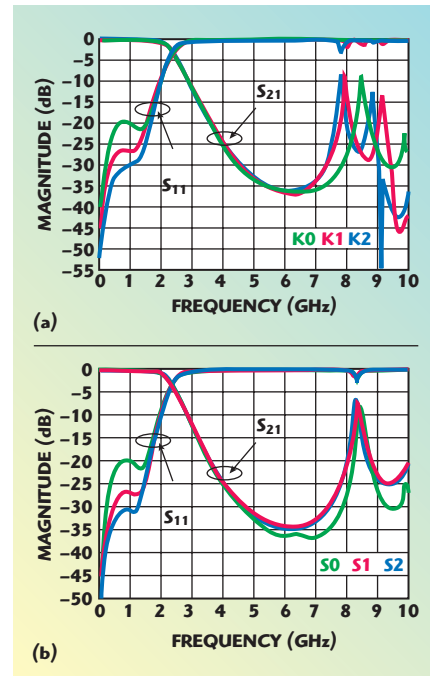 (a)
MAGNITUDE (dB)
0
−5
−10
−15
−20
−25
−30
−35
−40
−45
−50
−55
S11
S21
K0 K1 K2
0 1 2 3 4 5 6 7 8 9 10
FREQUENCY (GHz)
(b)
MAGNITUDE (dB)
0
−5
−10
−15
−20
−25
−30
−35
−40
−45
−50
S11
S21
S0 S1 S2
0 1 2 3 4 5 6 7 8 9 10
FREQUENCY (GHz)